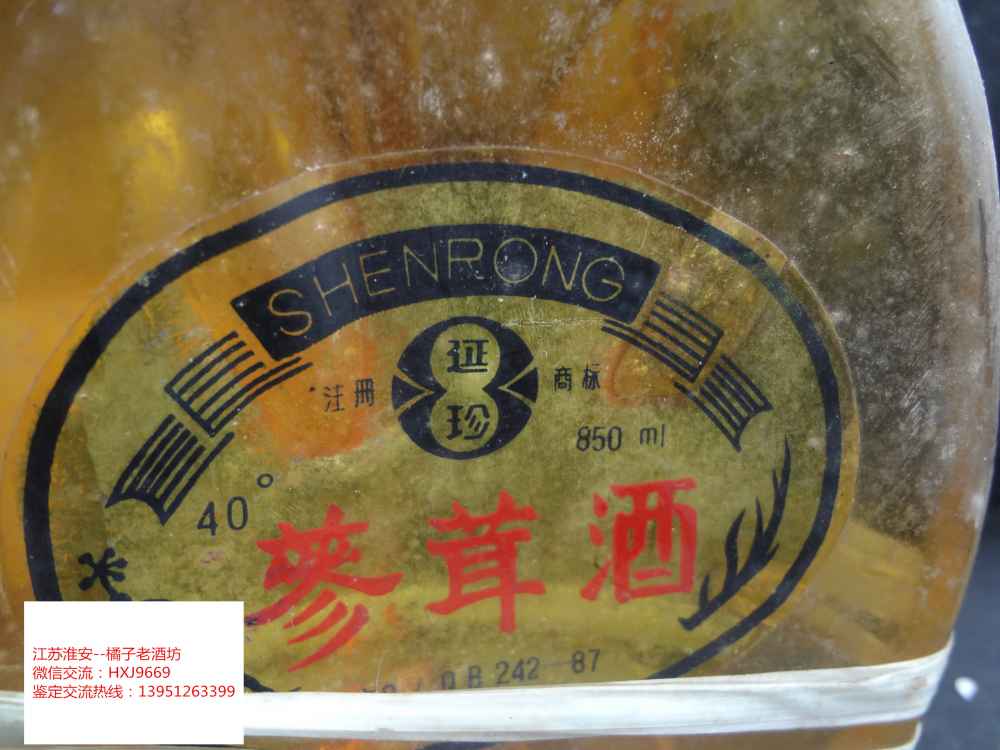 SHENRONG
延
注册 商标
珍
850 ml
40°
蔘茸酒
QB 242 87
江苏淮安--橘子老酒坊
微信交流：HXJ9669
鉴定交流热线：13951263399